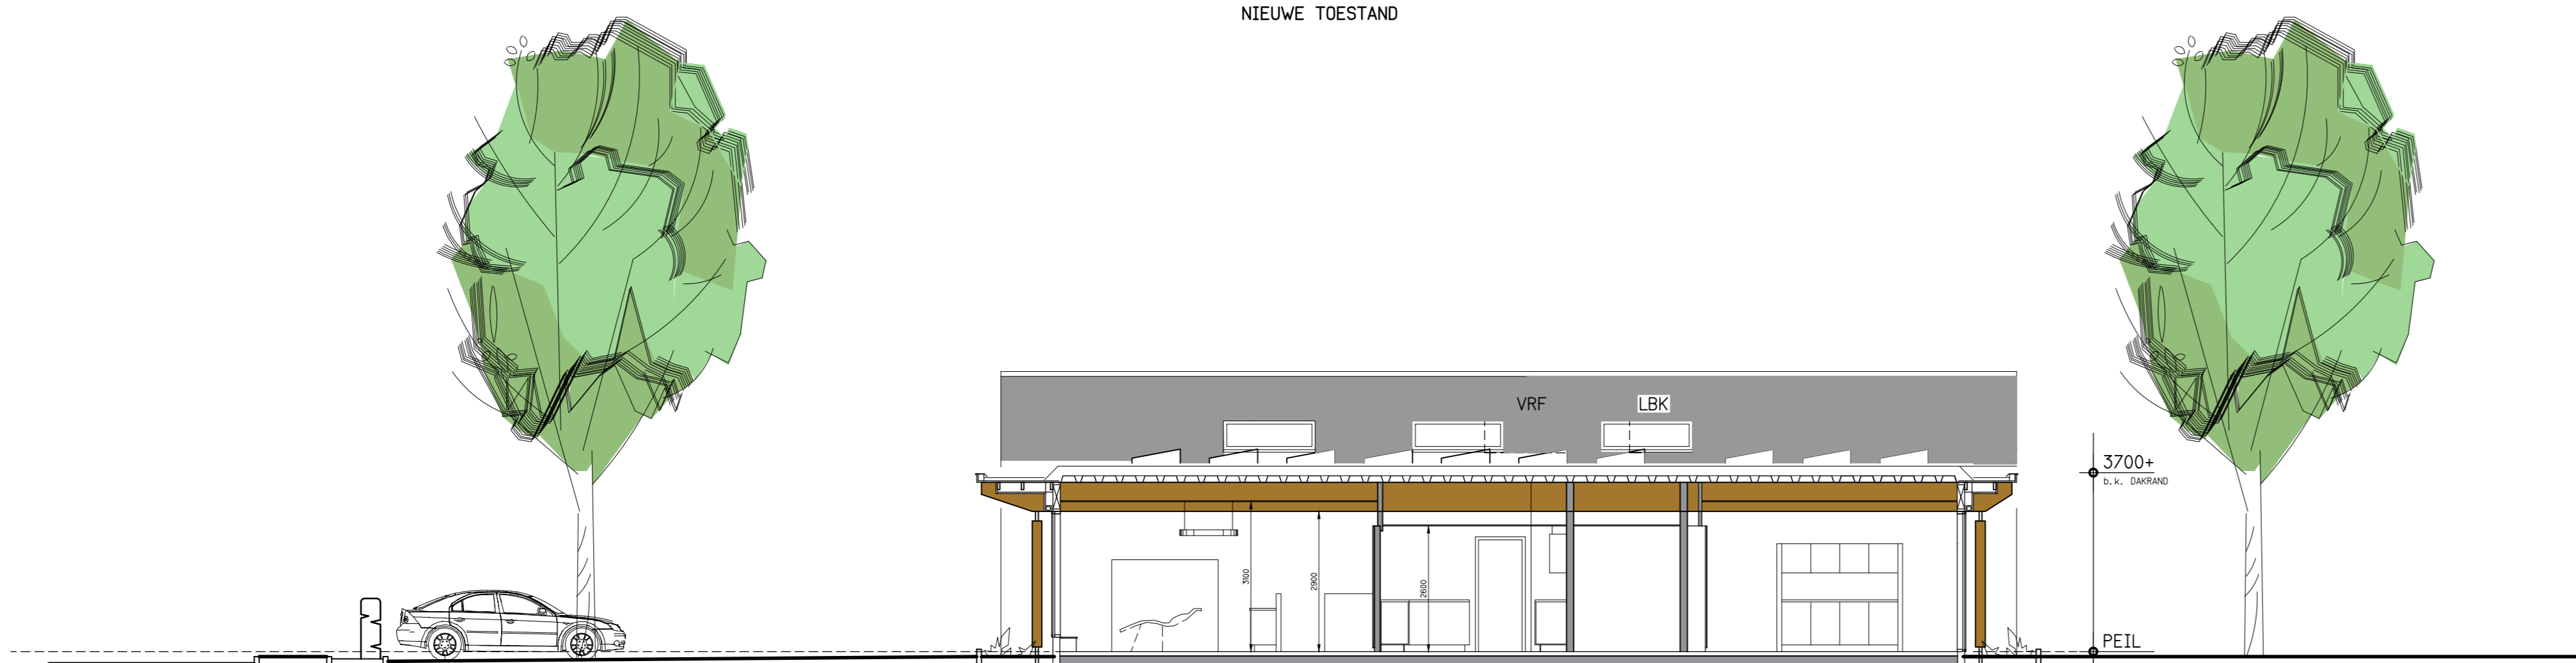 NIEUWE TOESTAND
VRF
LBK
3700+
b.k. DAKRAND
3100
2900
2600
PEIL